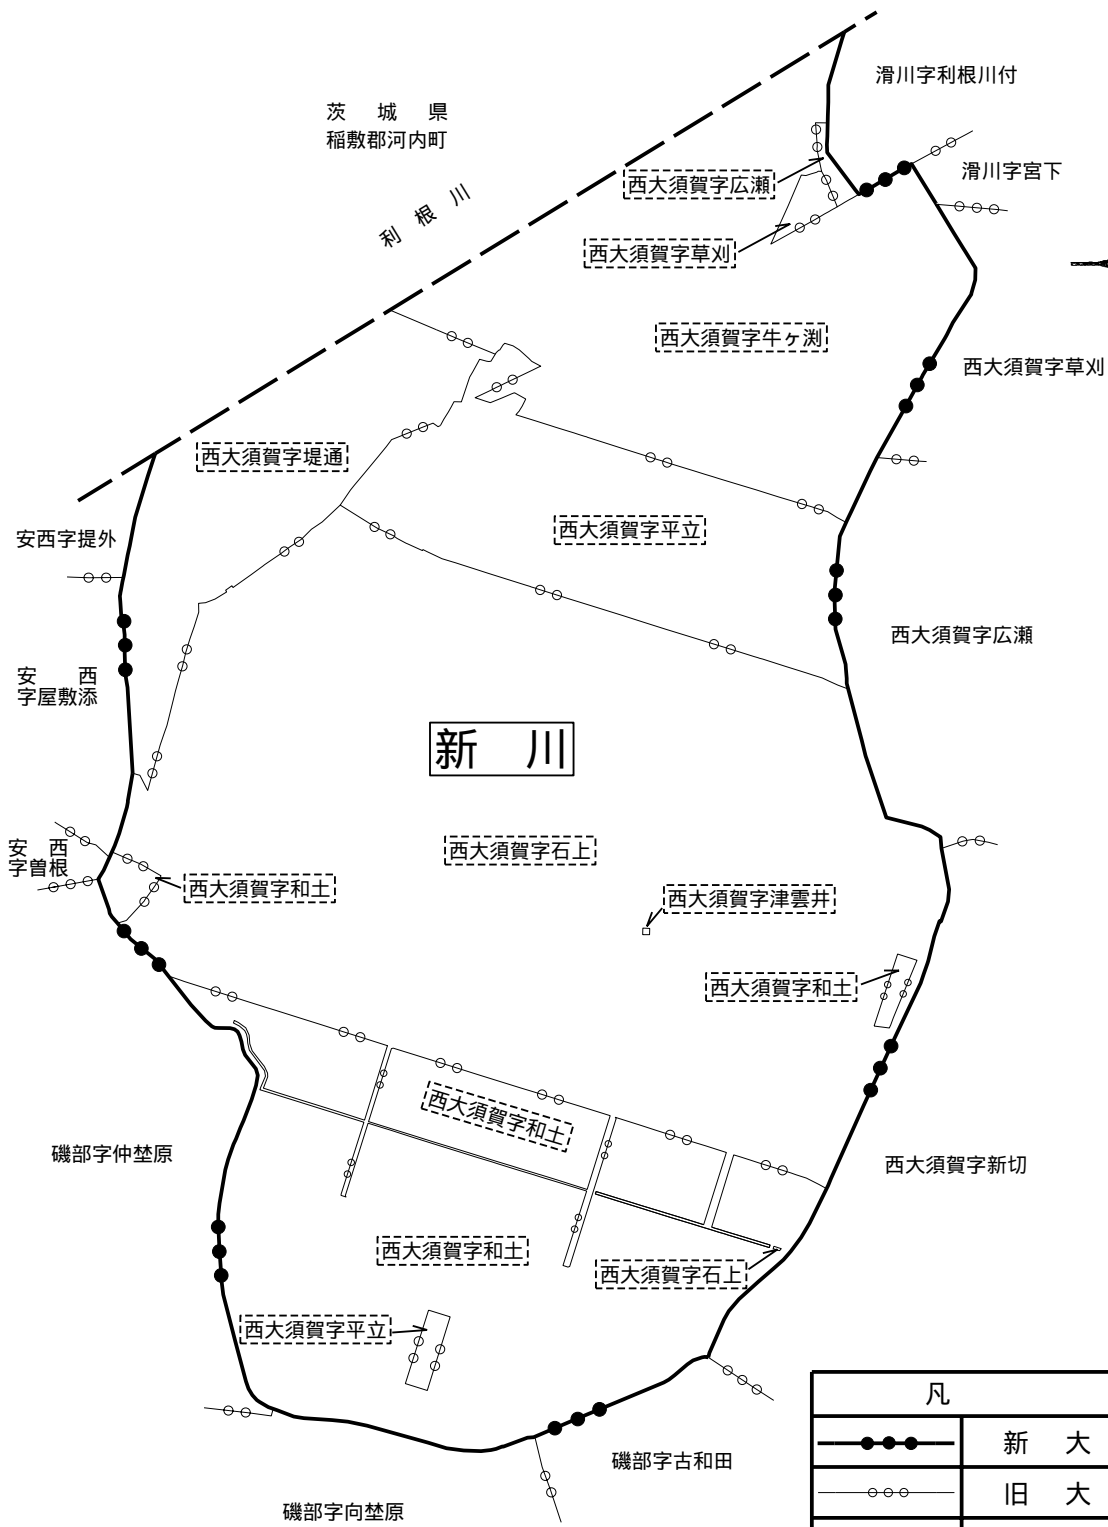 滑川字利根川付
茨　城　県
稲敷郡河内町
滑川字宮下
西大須賀字広瀬
利　根　川
西大須賀字草刈
西大須賀字牛ヶ渕
西大須賀字草刈
西大須賀字堤通
西大須賀字平立
安西字提外
西大須賀字広瀬
安　　西
字屋敷添
新　川
安　西
字曽根
西大須賀字石上
西大須賀字和土
西大須賀字津雲井
西大須賀字和土
西大須賀字和土
磯部字仲埜原
西大須賀字新切
西大須賀字和土
西大須賀字石上
西大須賀字平立
凡
新　大
磯部字古和田
旧　大
磯部字向埜原